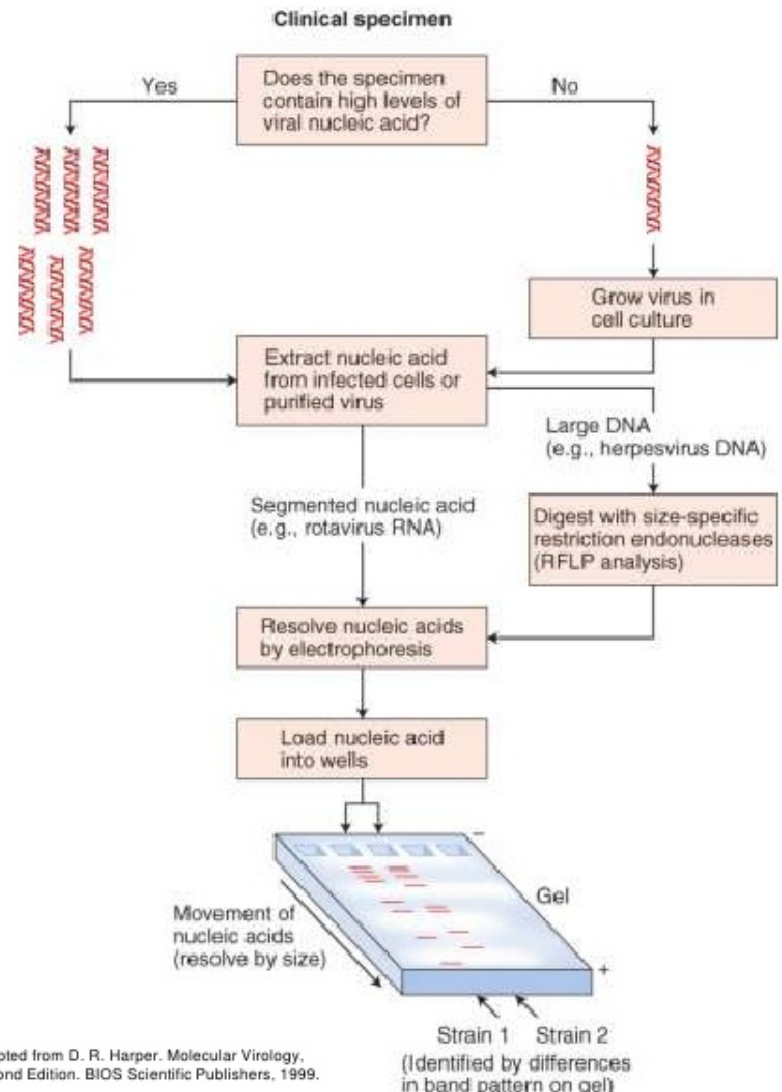 Clinical specimen
Yes
Does the specimen
contain high levels of
viral nucleic acid?
No
Grow virus in
cell culture
Extract nucleic acid
from infected cells or
purified virus
Large DNA
(e.g., herpesvirus DNA)
Segmented nucleic acid
(e.g., rotavirus RNA)
Digest with size-specific
restriction endonucleases
(RFLIP analysis)
Resolve nucleic acids
by electrophoresis
Load nucleic acid
into wells
−
Gel
Movement of
nucleic acids
(resolve by size)
+
Strain 1 Strain 2
(Identified by differences
in band pattern on gel)
pted from D. R. Harper. Molecular Virology,
ond Edition. BIOS Scientific Publishers, 1999.